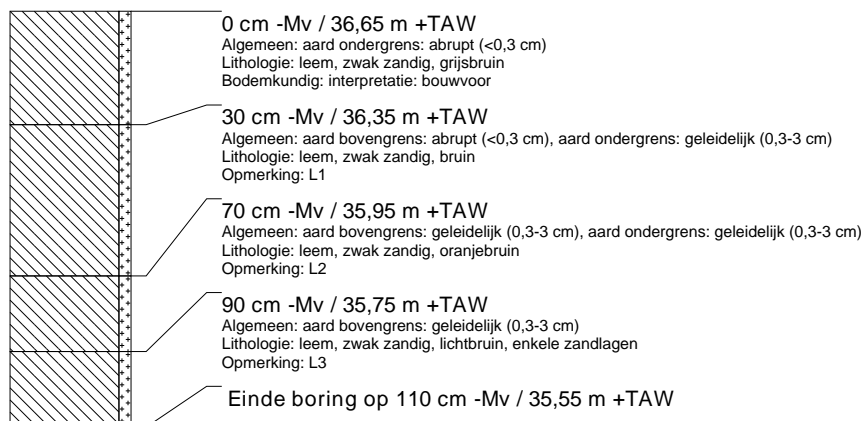 0 cm -Mv / 36,65 m +TAW
Algemeen: aard ondergrens: abrupt (<0,3 cm)
Lithologie: leem, zwak zandig, grijsbruin
Bodemkundig: interpretatie: bouwvoor
30 cm -Mv / 36,35 m +TAW
Algemeen: aard bovengrens: abrupt (<0,3 cm), aard ondergrens: geleidelijk (0,3-3 cm)
Lithologie: leem, zwak zandig, bruin
Opmerking: L1
70 cm -Mv / 35,95 m +TAW
Algemeen: aard bovengrens: geleidelijk (0,3-3 cm), aard ondergrens: geleidelijk (0,3-3 cm)
Lithologie: leem, zwak zandig, oranjebruin
Opmerking: L2
90 cm -Mv / 35,75 m +TAW
Algemeen: aard bovengrens: geleidelijk (0,3-3 cm)
Lithologie: leem, zwak zandig, lichtbruin, enkele zandlagen
Opmerking: L3
Einde boring op 110 cm -Mv / 35,55 m +TAW